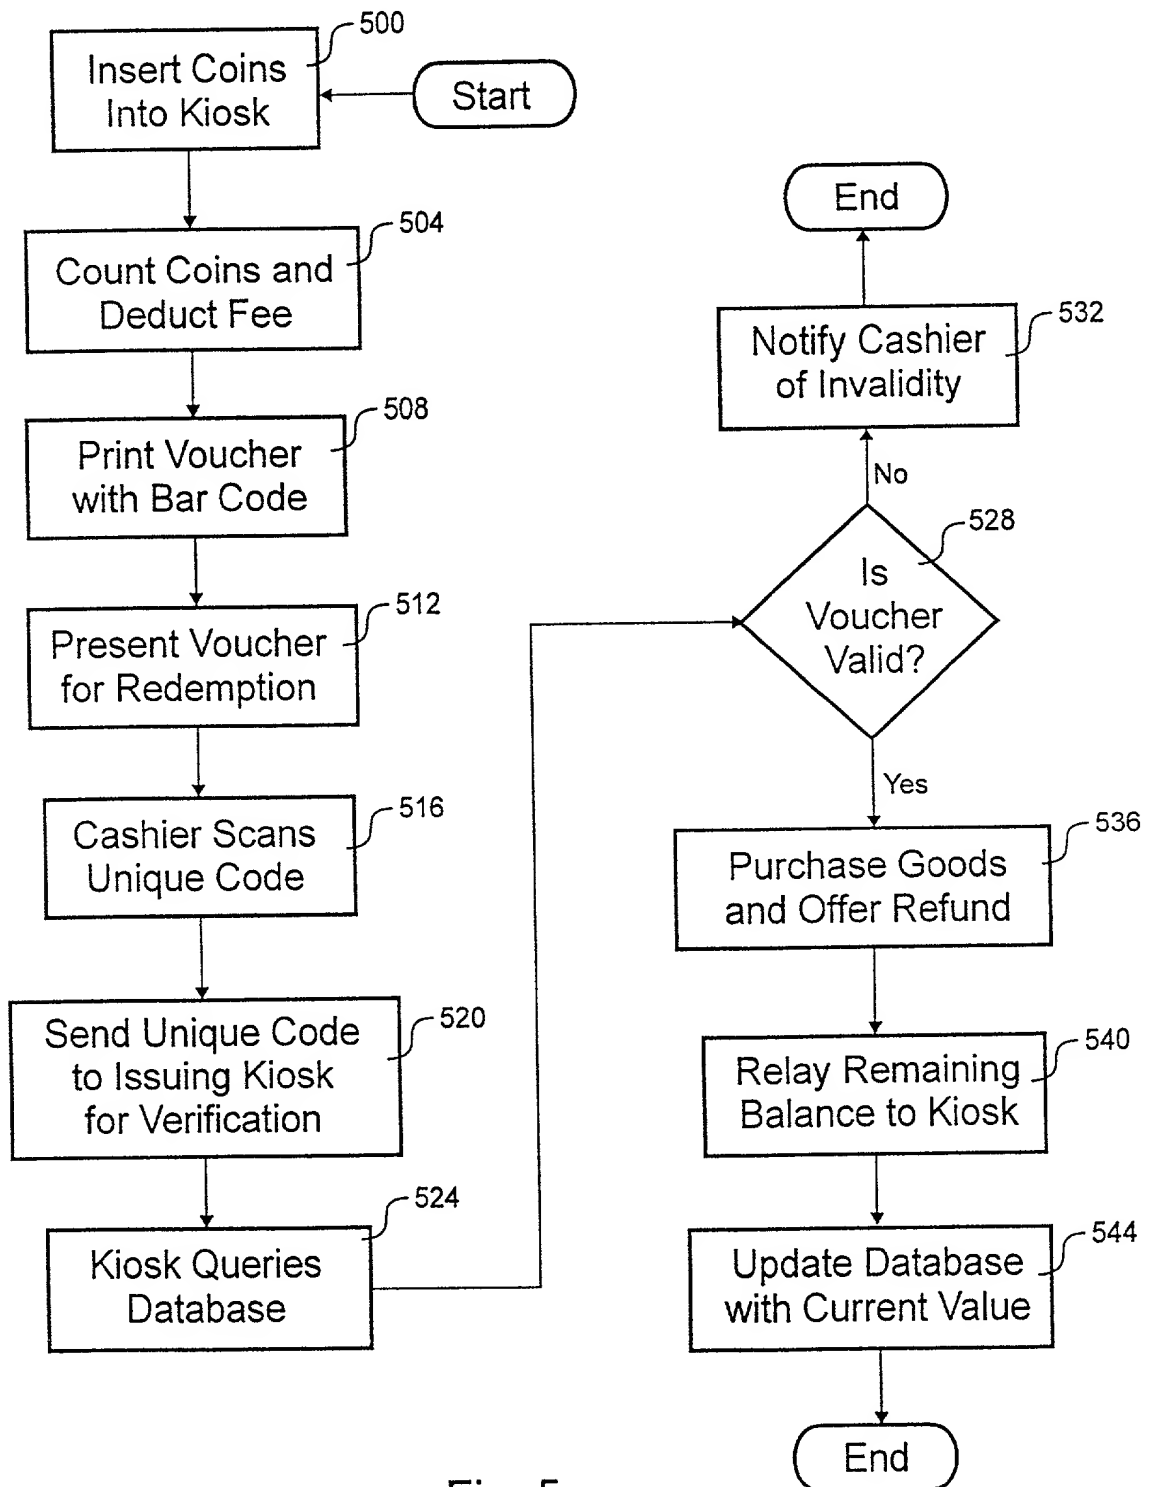 500
Insert Coins
Into Kiosk
Start
504
Count Coins and
Deduct Fee
508
Print Voucher
with Bar Code
512
Present Voucher
for Redemption
516
Cashier Scans
Unique Code
520
Send Unique Code
to Issuing Kiosk
for Verification
524
Kiosk Queries
Database
End
532
Notify Cashier
of Invalidity
No
528
Is
Voucher
Valid?
Yes
536
Purchase Goods
and Offer Refund
540
Relay Remaining
Balance to Kiosk
544
Update Database
with Current Value
End
Fig. 5